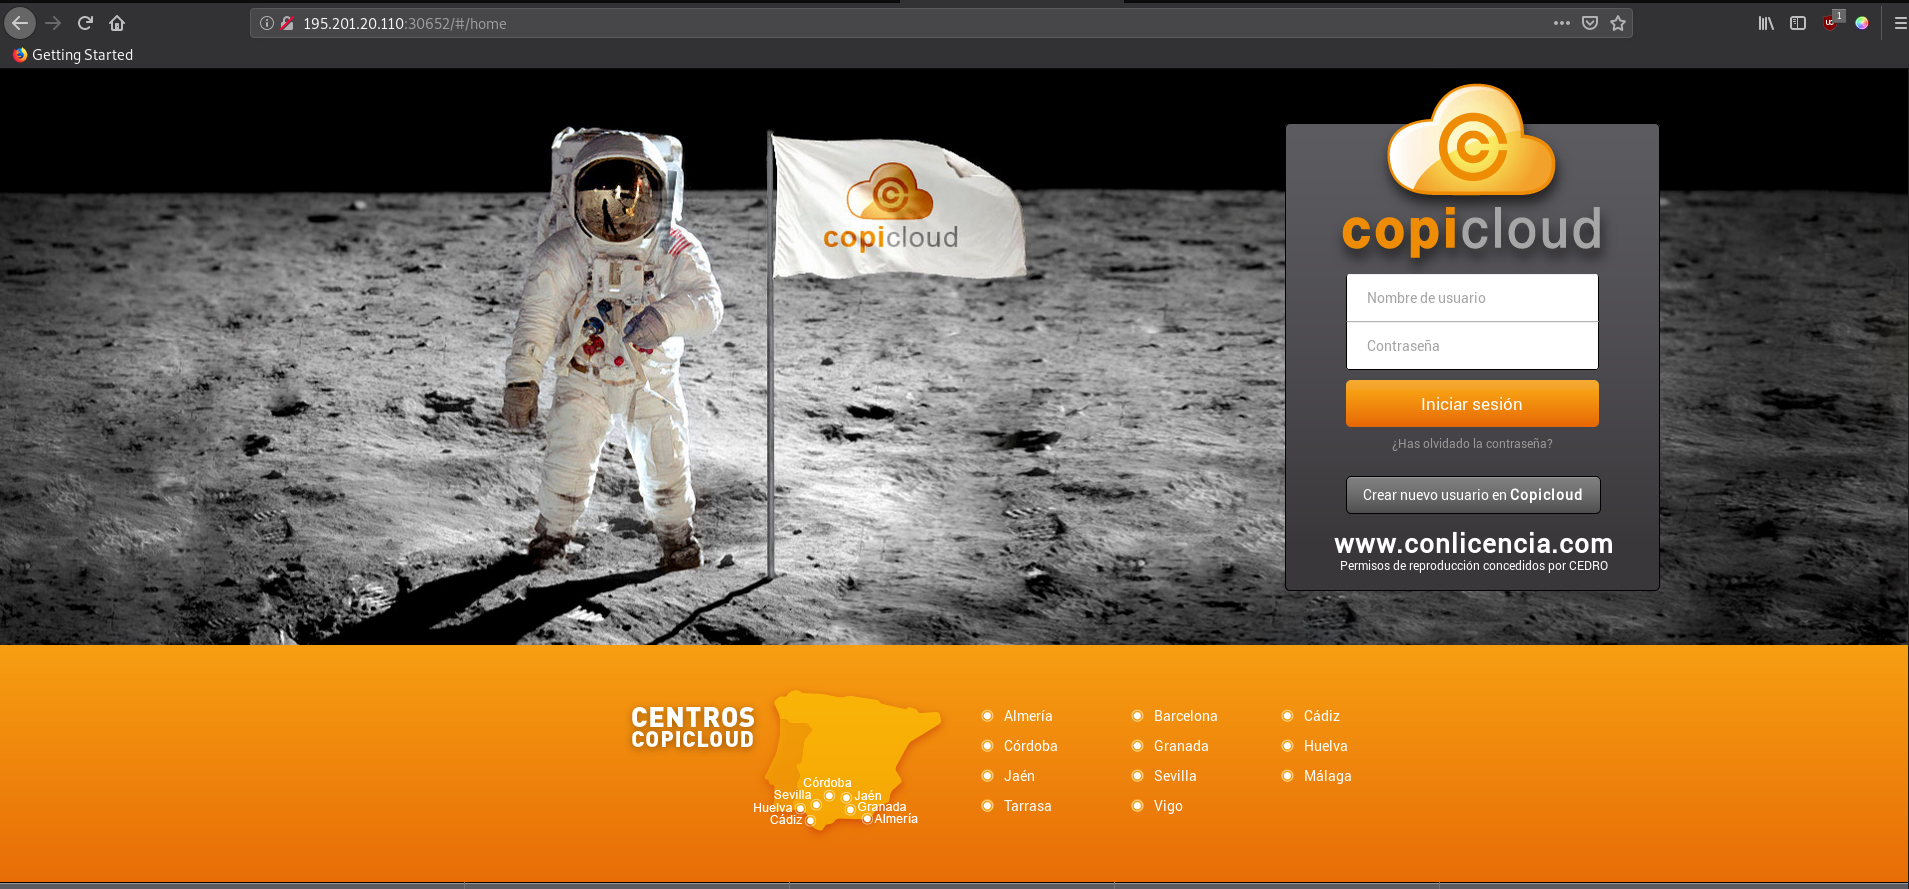 195.201.20.110:30652/#/home
1
Getting Started
copicloud
copicloud
Nombre de usuario
Contraseña
Iniciar sesión
¿Has olvidado la contraseña?
Crear nuevo usuario en Copicloud
www.conlicencia.com
Permisos de reproducción concedidos por CEDRO
CENTROS
COPICLOUD
Córdoba
Sevilla
Jaén
Huelva
Granada
Cádiz
Almería
Almería
Barcelona
Cádiz
Córdoba
Granada
Huelva
Jaén
Sevilla
Málaga
Tarrasa
Vigo